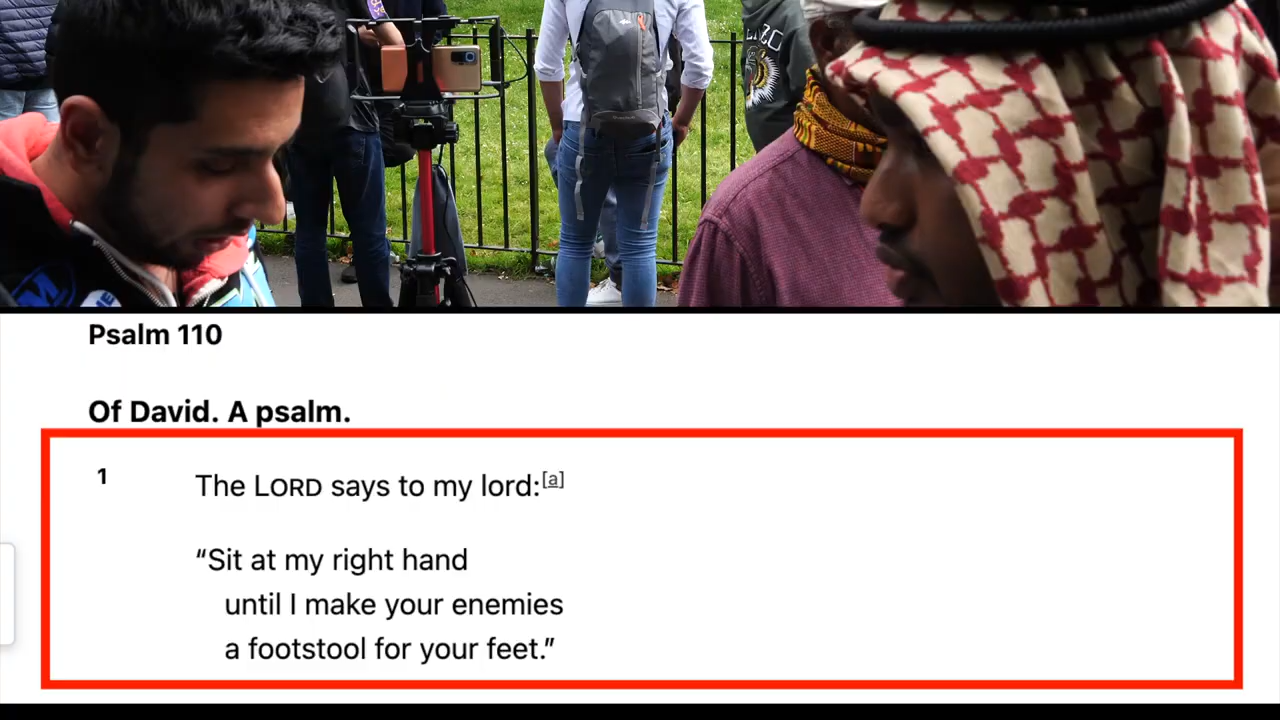 Psalm 110
Of David. A psalm.
1 The LORD says to my lord:[a]
“Sit at my right hand
until I make your enemies
a footstool for your feet.”